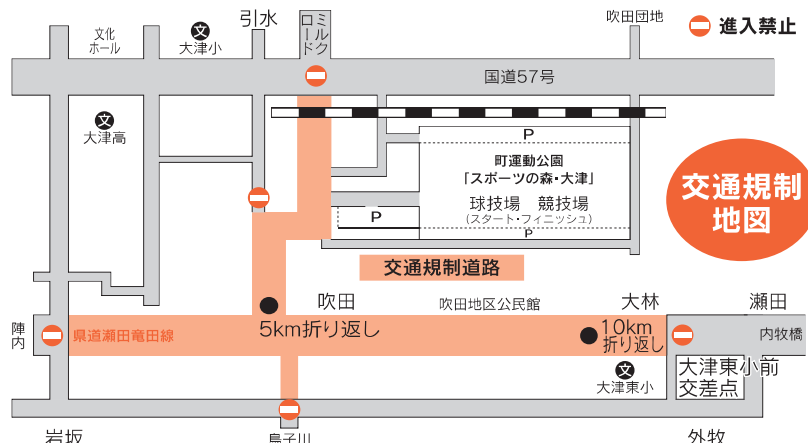 引水
ミルクロード
吹田団地
進入禁止
文化
ホール
文
大津小
国道57号
文
大津高
P
町運動公園
「スポーツの森・大津」
球技場 競技場
(スタート・フィニッシュ)
P
P
交通規制
地図
交通規制道路
吹田
吹田地区公民館
大林
瀬田
陣内
県道瀬田竜田線
5km折り返し
10km
折り返し
内牧橋
文
大津東小
大津東小前
交差点
岩坂
鳥子川
外牧